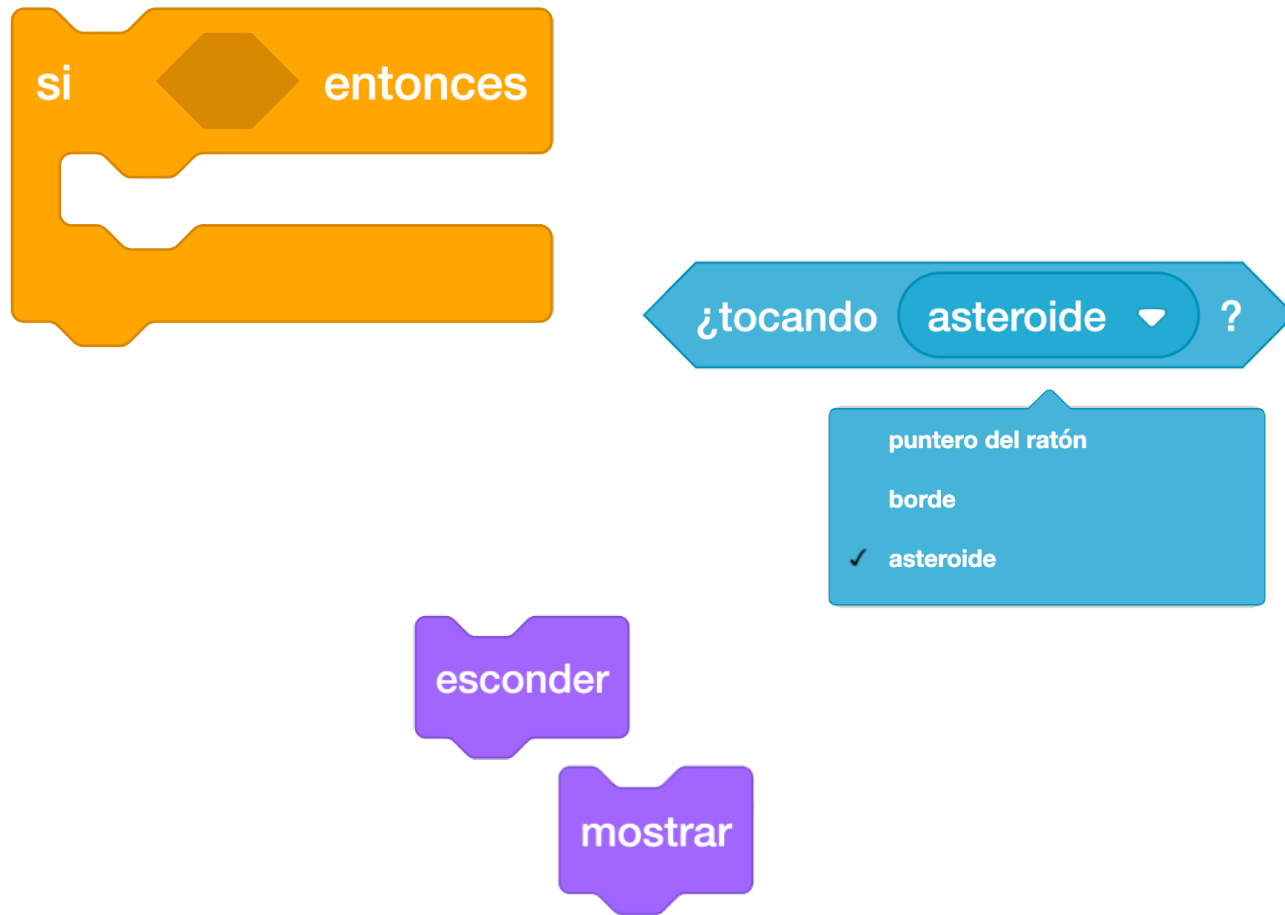 si entonces
¿tocando asteroide ?
puntero del ratón
borde
✓ asteroide
esconder
mostrar